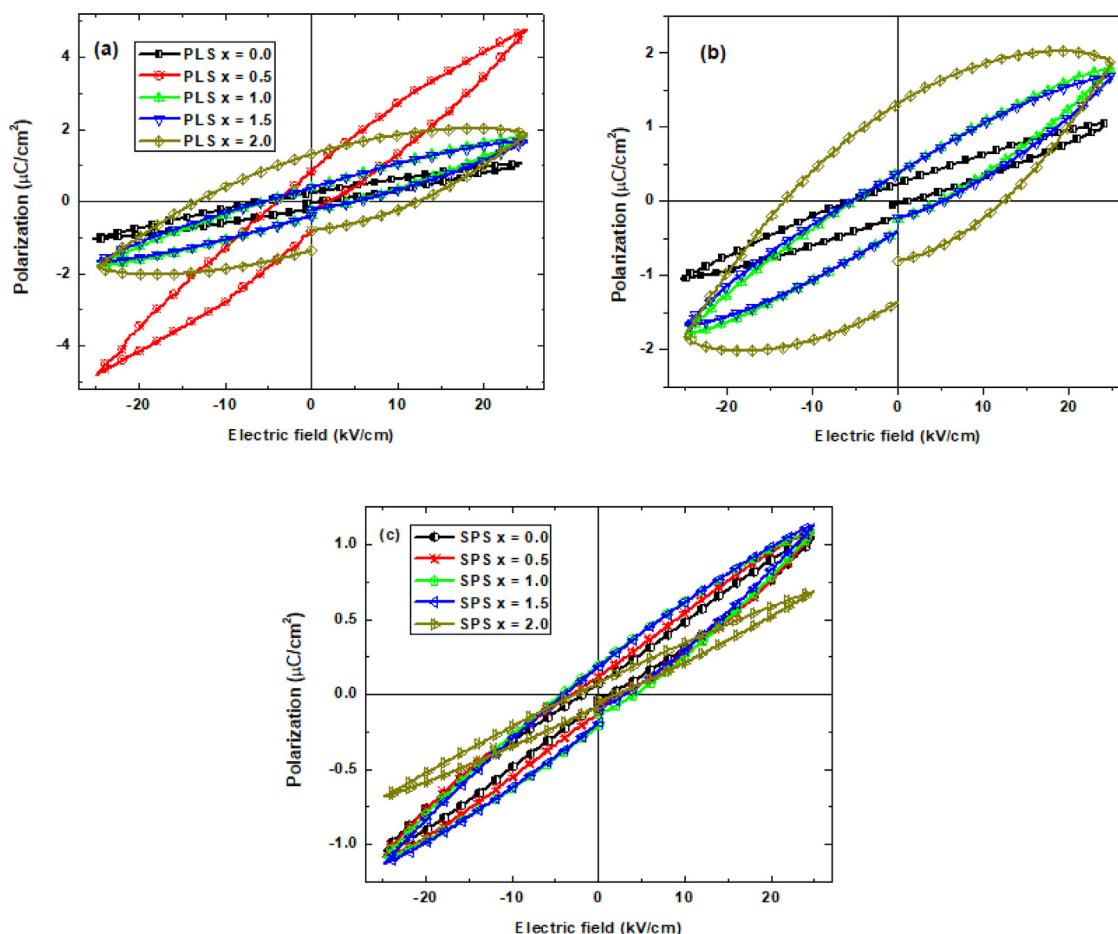 (a)
PLS x = 0.0
PLS x = 0.5
PLS x = 1.0
PLS x = 1.5
PLS x = 2.0
4
2
0
-2
-4
-20
-10
0
10
20
Polarization (μC/cm²)
Electric field (kV/cm)
(b)
2
1
0
-1
-2
-20
-10
0
10
20
Polarization (μC/cm²)
Electric field (kV/cm)
(c)
SPS x = 0.0
SPS x = 0.5
SPS x = 1.0
SPS x = 1.5
SPS x = 2.0
1.0
0.5
0.0
-0.5
-1.0
-20
-10
0
10
20
Polarization (μC/cm²)
Electric field (kV/cm)